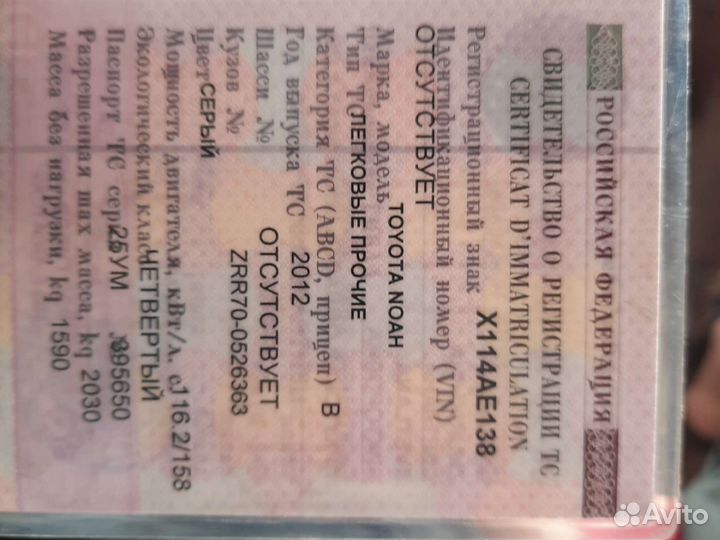 РОССИЙСКАЯ ФЕДЕРАЦИЯ
СВИДЕТЕЛЬСТВО О РЕГИСТРАЦИИ ТС
CERTIFICAT D'IMMATRICULATION
Регистрационный знак Х114АЕ138
Идентификационный номер (VIN)
ОТСУТСТВУЕТ
Марка, модель TOYOTA NOAH
Тип ТС ЛЕГКОВЫЕ ПРОЧИЕ
Категория ТС (ABCD, прицеп) В
Год выпуска ТС 2012
Шасси № ОТСУТСТВУЕТ
Кузов № ZRR70-0526363
Цвет СЕРЫЙ
Мощность двигателя, кВт/л. с. 116.2/158
Экологический класс ЧЕТВЕРТЫЙ
Паспорт ТС серия 25УМ 395650
Разрешенная max масса, kg 2030
Масса без нагрузки, kg 1590
Avito